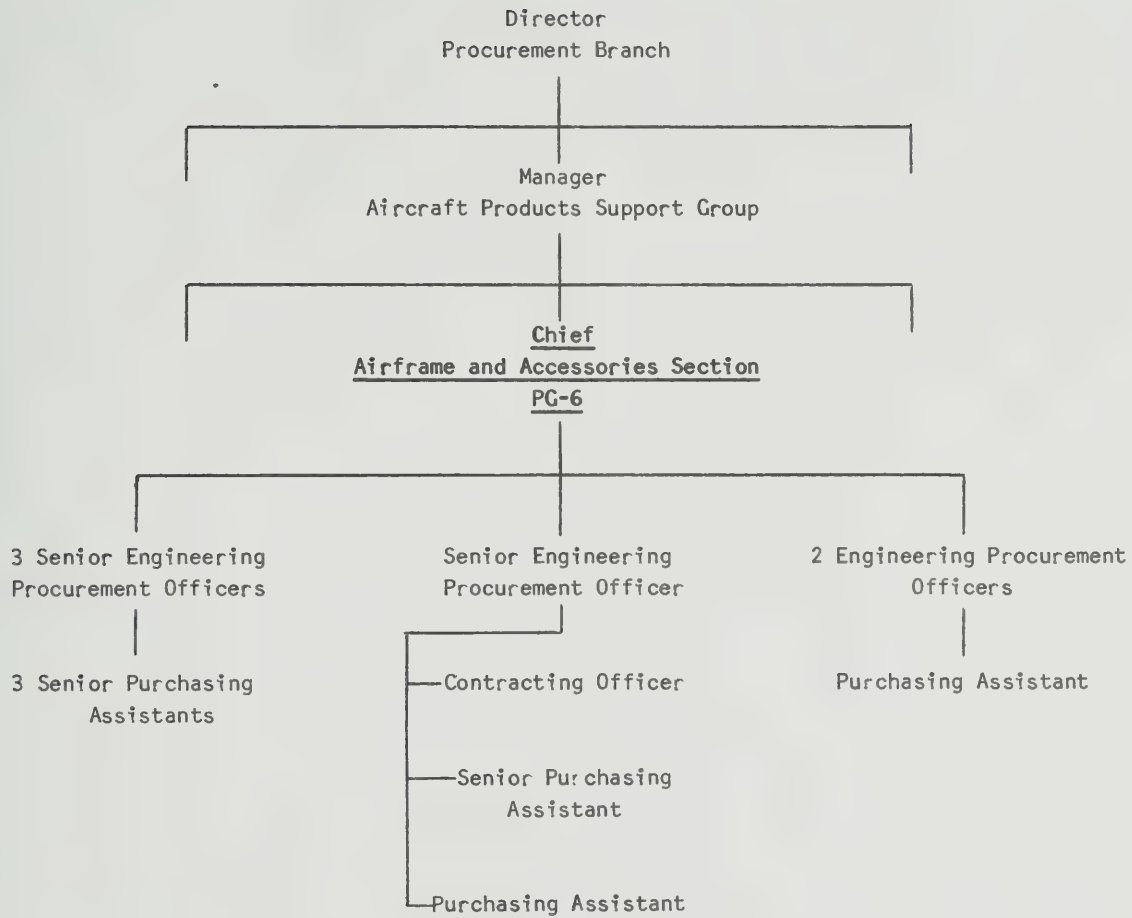 Director
Procurement Branch
Manager
Aircraft Products Support Group
Chief
Airframe and Accessories Section
PG-6
3 Senior Engineering
Procurement Officers
3 Senior Purchasing
Assistants
Senior Engineering
Procurement Officer
Contracting Officer
Senior Purchasing
Assistant
Purchasing Assistant
2 Engineering Procurement
Officers
Purchasing Assistant